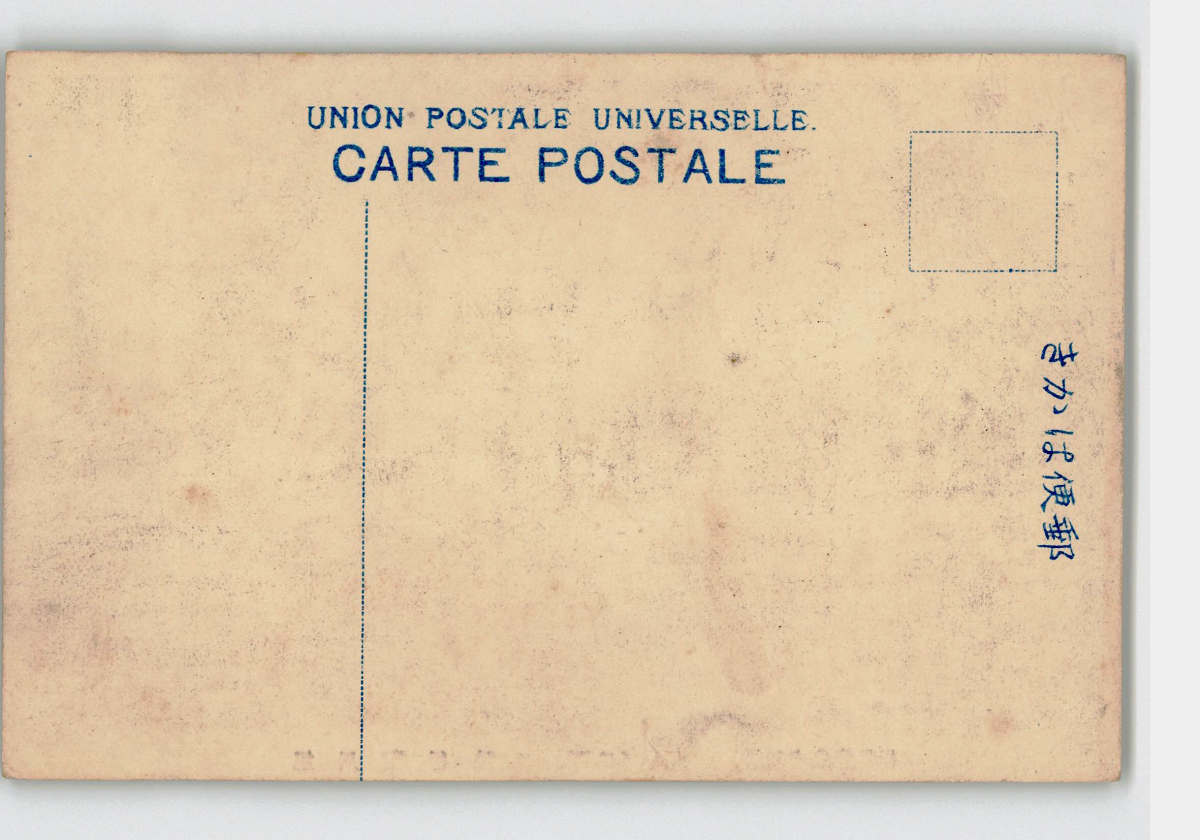 UNION POSTALE UNIVERSELLE.
CARTE POSTALE
きかは便郵